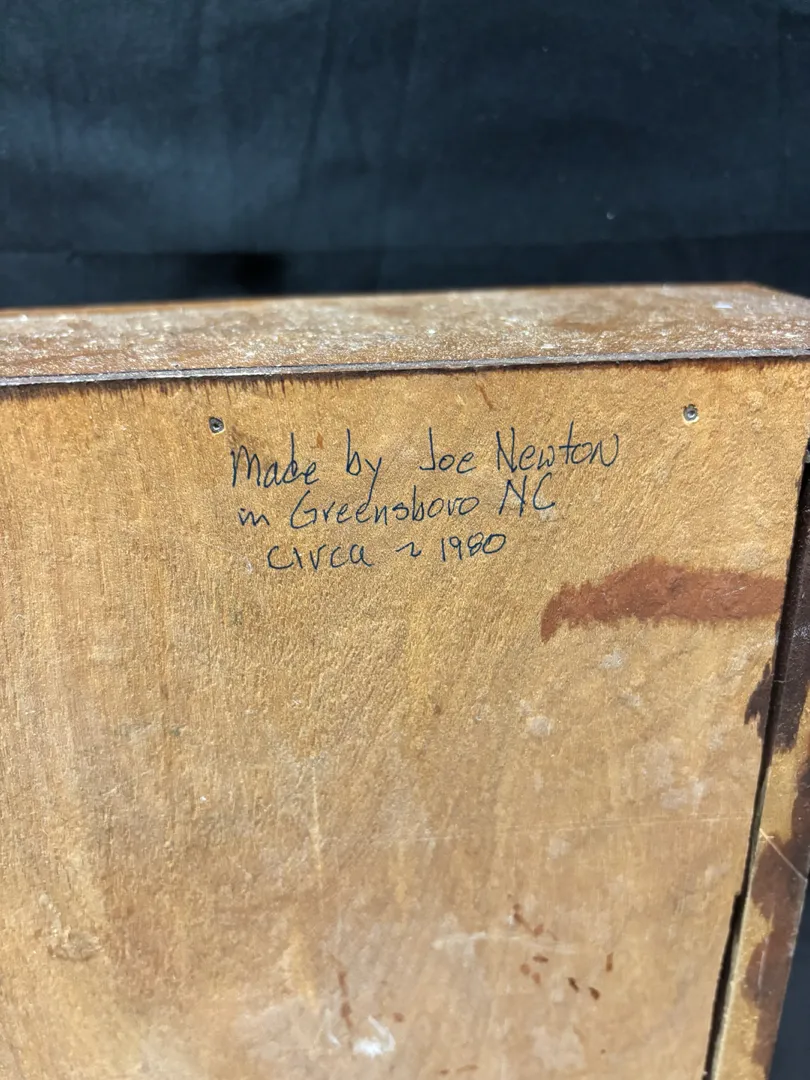 Made by Joe Newton
in Greensboro NC
circa ~ 1980